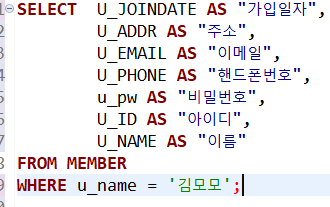 SELECT U_JOINDATE AS "가입일자",
U_ADDR AS "주소",
U_EMAIL AS "이메일",
U_PHONE AS "핸드폰번호",
u_pw AS "비밀번호",
U_ID AS "아이디",
U_NAME AS "이름"
FROM MEMBER
WHERE u_name = '김모모';